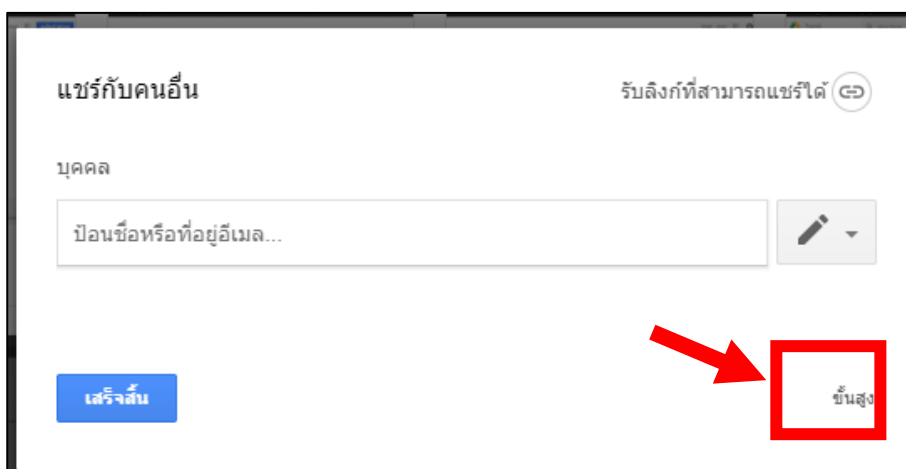 แชร์กับคนอื่น
รับลิงก์ที่สามารถแชร์ได้
บุคคล
ป้อนชื่อหรือที่อยู่อีเมล...
เสร็จสิ้น
ขั้นสูง